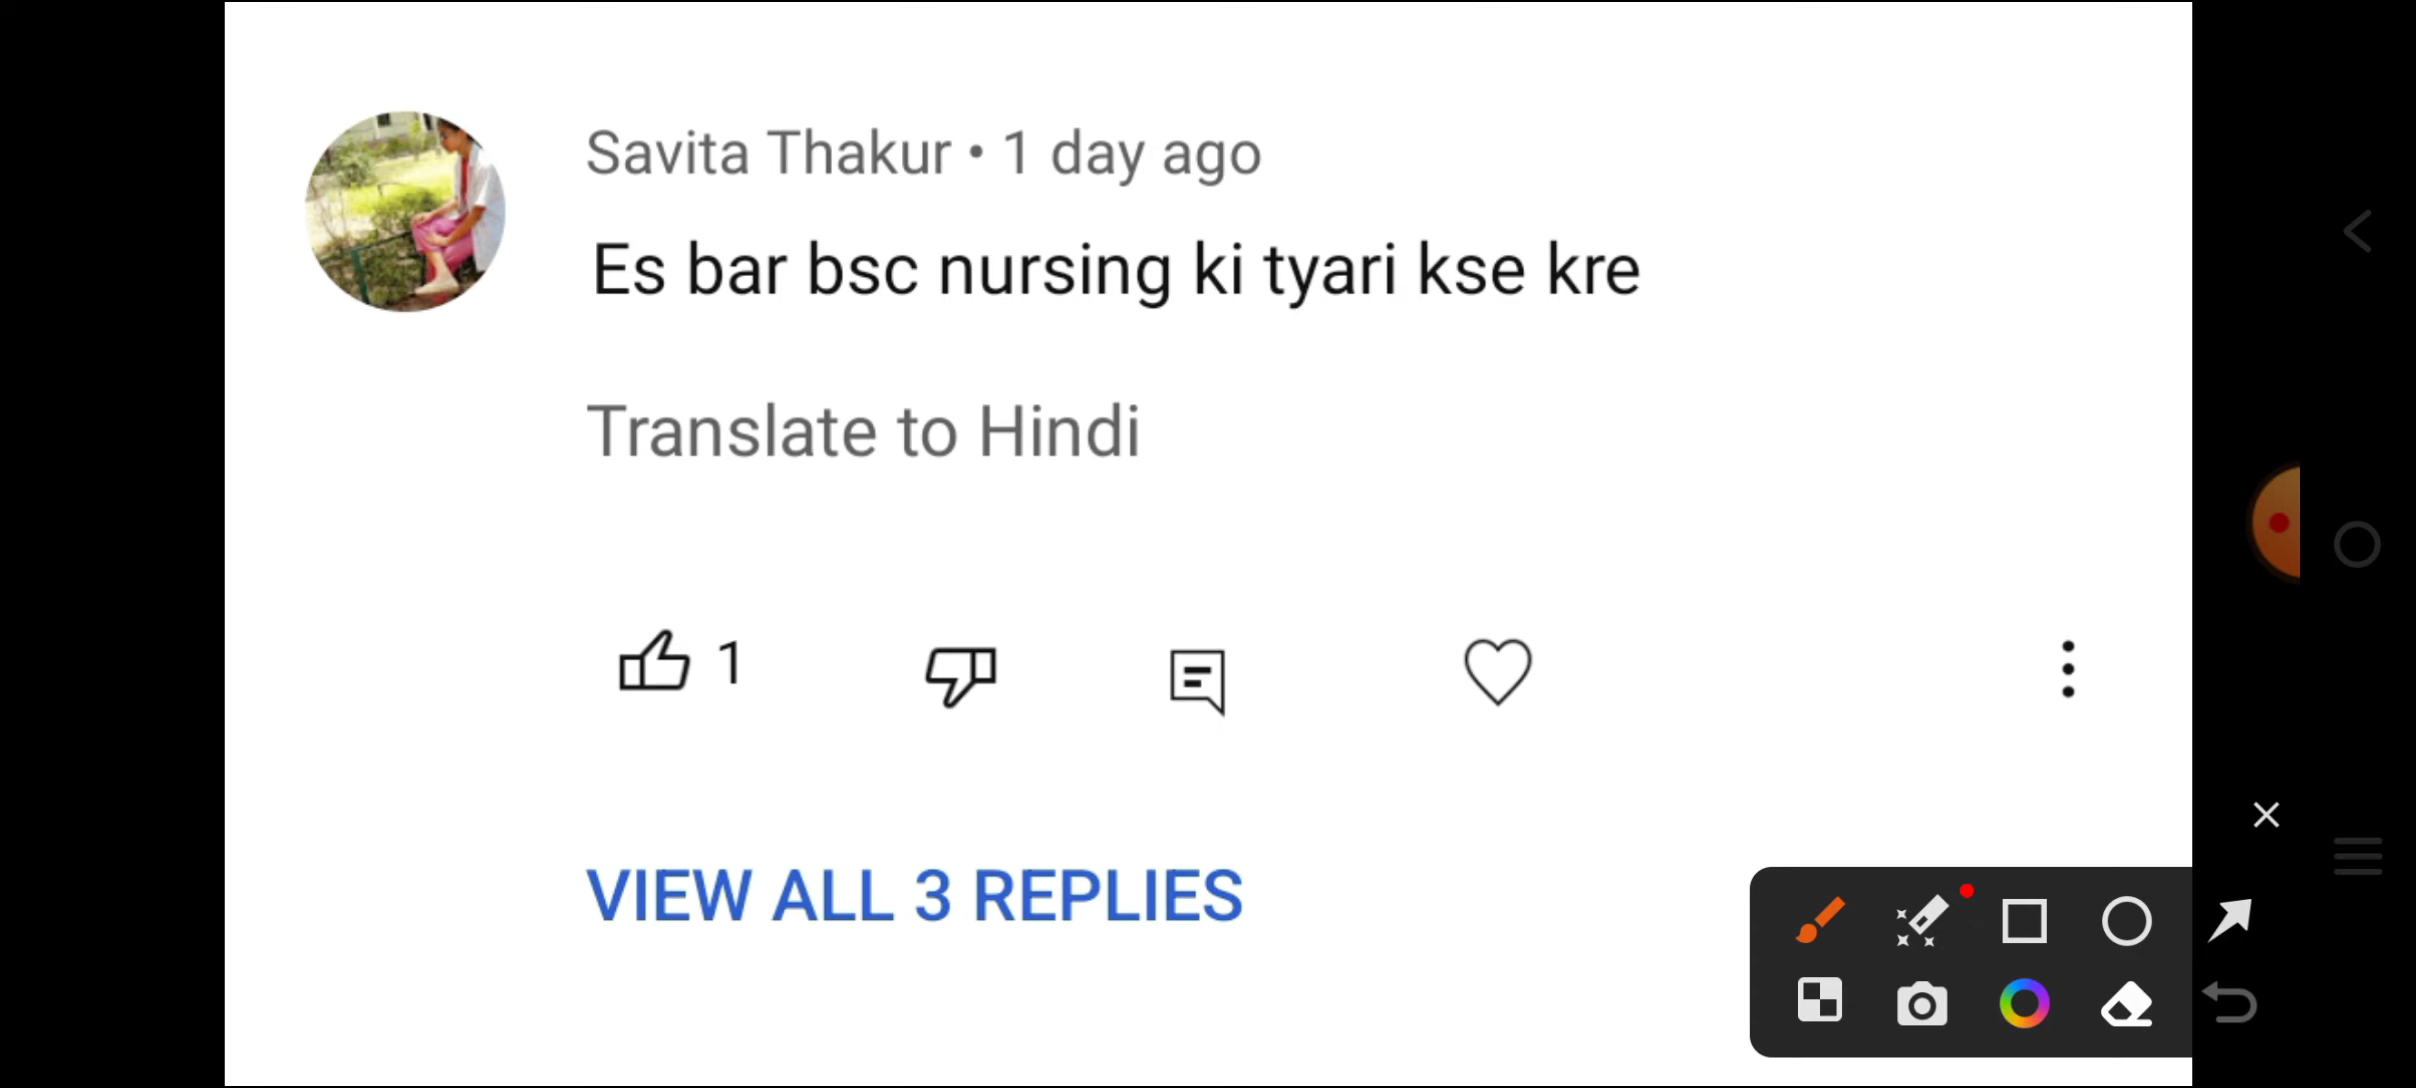 Savita Thakur • 1 day ago
Es bar bsc nursing ki tyari kse kre
Translate to Hindi
1
VIEW ALL 3 REPLIES